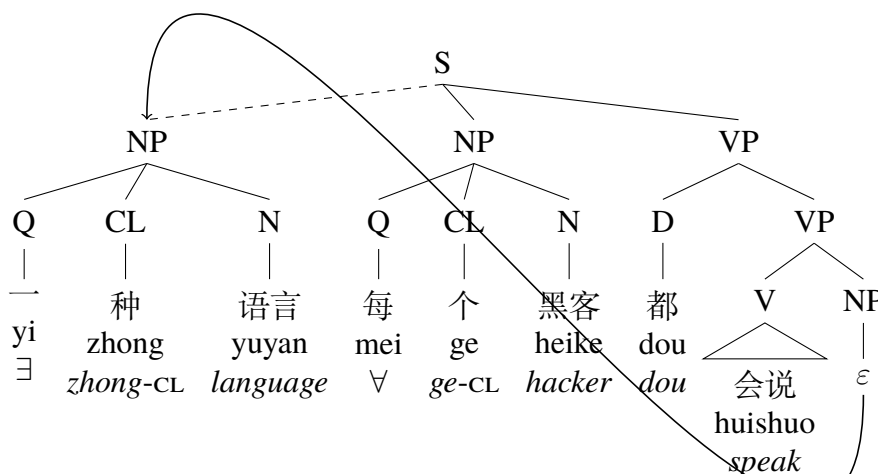 S
NP NP VP
Q CL N Q CL N D VP
一 种 语言 每 个 黑客 都 V NP
yi zhong yuyan mei ge heike dou
∃ zhong-CL language ∀ ge-CL hacker dou 会说 ε
huishuo
speak